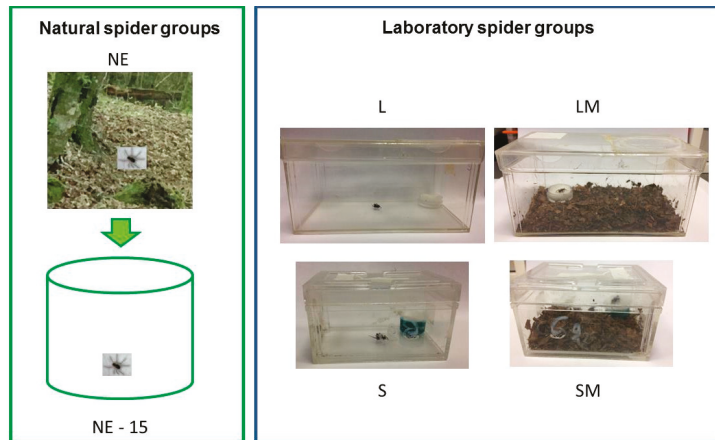 Natural spider groups
NE
NE - 15
Laboratory spider groups
L
LM
S
SM